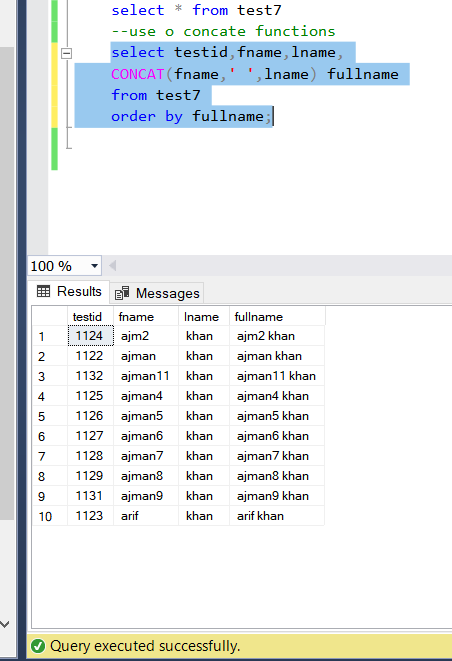 select * from test7
--use o concate functions
select testid,fname,lname,
CONCAT(fname,' ',lname) fullname
from test7
order by fullname;
100 %
Results Messages
testid fname lname fullname
1 1124 ajm2 khan ajm2 khan
2 1122 ajman khan ajman khan
3 1132 ajman11 khan ajman11 khan
4 1125 ajman4 khan ajman4 khan
5 1126 ajman5 khan ajman5 khan
6 1127 ajman6 khan ajman6 khan
7 1128 ajman7 khan ajman7 khan
8 1129 ajman8 khan ajman8 khan
9 1131 ajman9 khan ajman9 khan
10 1123 arif khan arif khan
Query executed successfully.